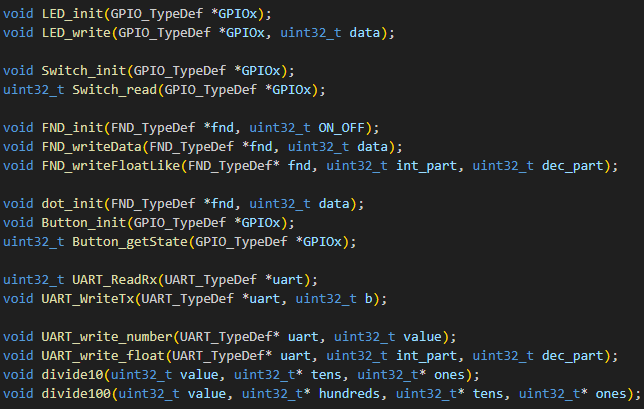 void LED_init(GPIO_TypeDef *GPIOx);
void LED_write(GPIO_TypeDef *GPIOx, uint32_t data);
void Switch_init(GPIO_TypeDef *GPIOx);
uint32_t Switch_read(GPIO_TypeDef *GPIOx);
void FND_init(FND_TypeDef *fnd, uint32_t ON_OFF);
void FND_writeData(FND_TypeDef *fnd, uint32_t data);
void FND_writeFloatLike(FND_TypeDef* fnd, uint32_t int_part, uint32_t dec_part);
void dot_init(FND_TypeDef *fnd, uint32_t data);
void Button_init(GPIO_TypeDef *GPIOx);
uint32_t Button_getState(GPIO_TypeDef *GPIOx);
uint32_t UART_ReadRx(UART_TypeDef *uart);
void UART_WriteTx(UART_TypeDef *uart, uint32_t b);
void UART_write_number(UART_TypeDef* uart, uint32_t value);
void UART_write_float(UART_TypeDef* uart, uint32_t int_part, uint32_t dec_part);
void divide10(uint32_t value, uint32_t* tens, uint32_t* ones);
void divide100(uint32_t value, uint32_t* hundreds, uint32_t* tens, uint32_t* ones);